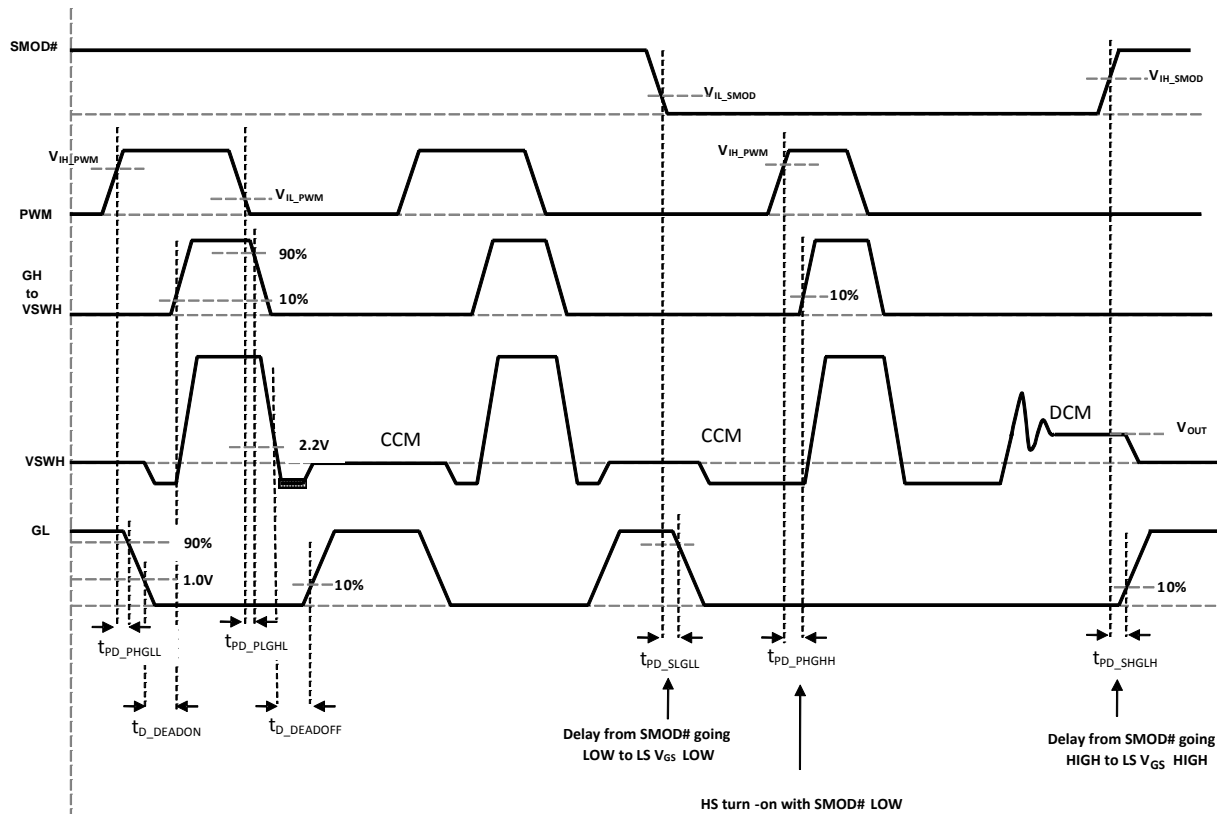 SMOD#
V_IL_SMOD
V_IH_SMOD
V_IH_PWM
V_IL_PWM
V_IH_PWM
PWM
90%
10%
10%
GH
to
VSWH
2.2V
CCM
CCM
DCM
V_OUT
VSWH
GL
90%
1.0V
10%
10%
t_PD_PHGLL
t_PD_PLGHL
t_PD_SLGLL
t_PD_PHGHH
t_PD_SHGLH
t_D_DEADON
t_D_DEADOFF
Delay from SMOD# going
LOW to LS V_GS LOW
Delay from SMOD# going
HIGH to LS V_GS HIGH
HS turn -on with SMOD# LOW